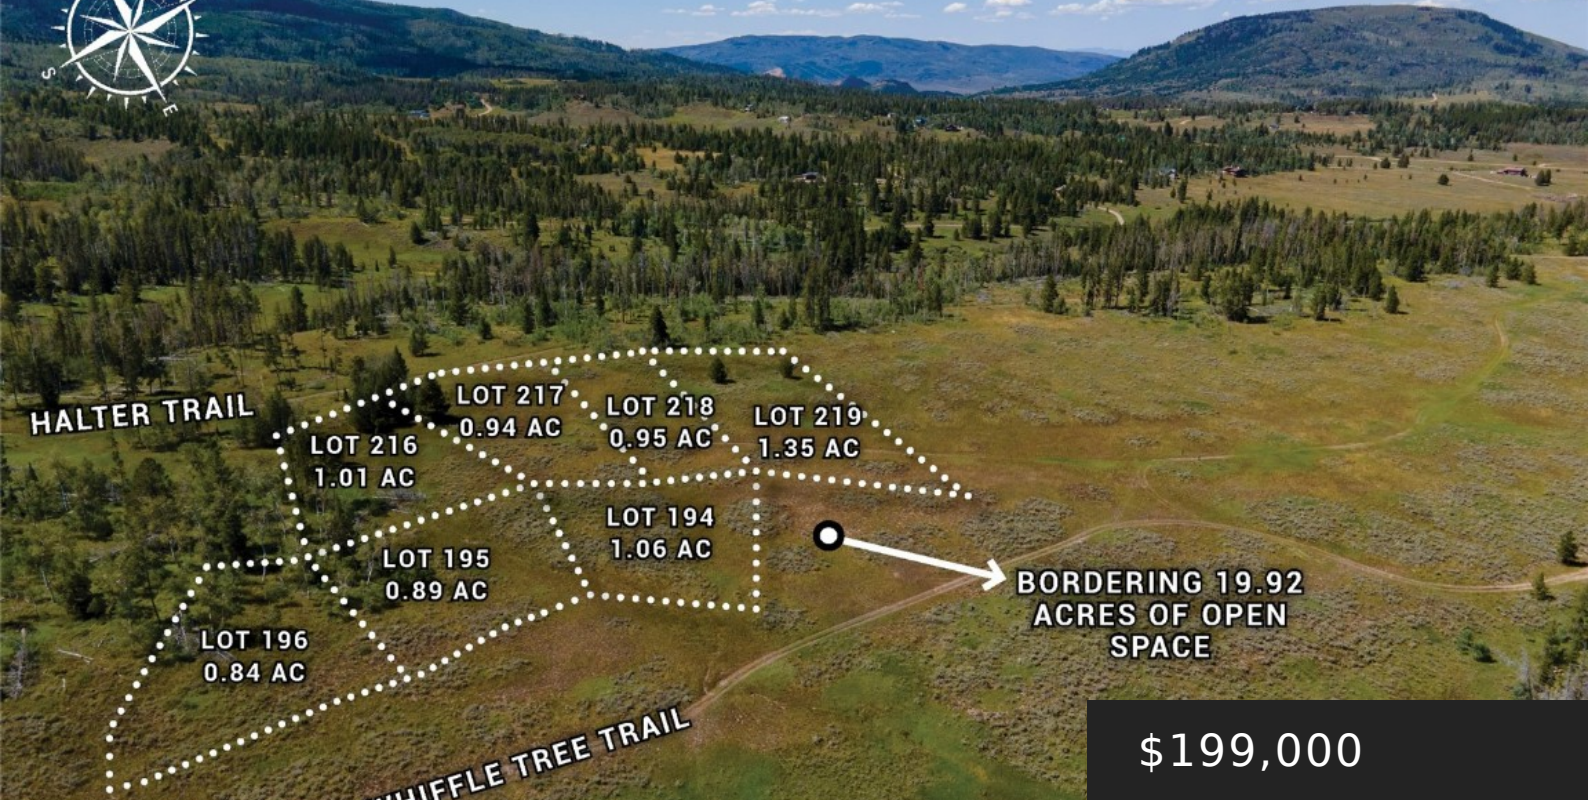 S
E
HALTER TRAIL
LOT 217
0.94 AC
LOT 218
0.95 AC
LOT 219
1.35 AC
LOT 216
1.01 AC
LOT 194
1.06 AC
LOT 195
0.89 AC
BORDERING 19.92
ACRES OF OPEN
SPACE
LOT 196
0.84 AC
WHIFFLE TREE TRAIL
$199,000